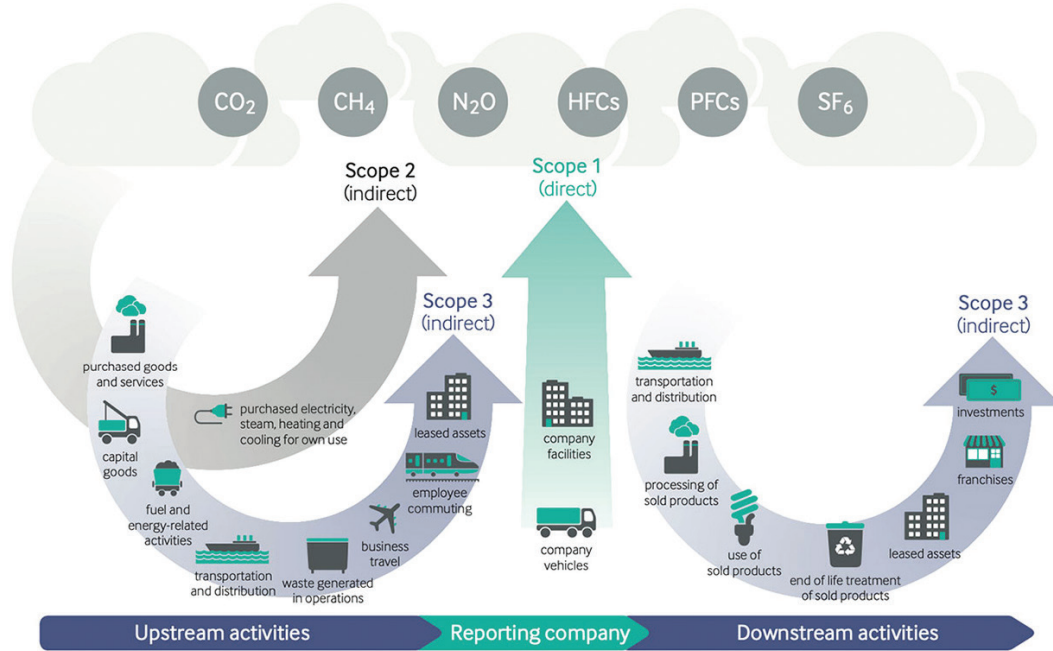 CO₂
CH₄
N₂O
HFCs
PFCs
SF₆
Scope 2
(indirect)
Scope 1
(direct)
Scope 3
(indirect)
Scope 3
(indirect)
purchased goods
and services
capital
goods
fuel and
energy-related
activities
transportation
and distribution
waste generated
in operations
business
travel
employee
commuting
leased assets
purchased electricity,
steam, heating and
cooling for own use
company
facilities
company
vehicles
transportation
and distribution
processing of
sold products
use of
sold products
end of life treatment
of sold products
leased assets
franchises
investments
$
Upstream activities
Reporting company
Downstream activities